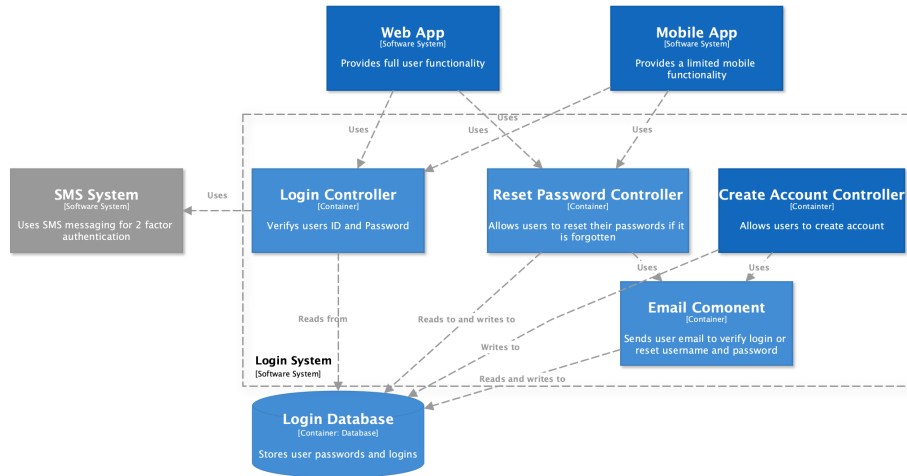 Web App
[Software System]
Provides full user functionality
Mobile App
[Software System]
Provides a limited mobile
functionality
Uses
Uses
Uses
Uses
SMS System
[Software System]
Uses SMS messaging for 2 factor
authentication
Uses
Login Controller
[Container]
Verifys users ID and Password
Reset Password Controller
[Container]
Allows users to reset their passwords if it
is forgotten
Create Account Controller
[Containter]
Allows users to create account
Uses
Uses
Email Comonent
[Container]
Sends user email to verify login or
reset username and password
Reads from
Reads to and writes to
Writes to
Reads and writes to
Login System
[Software System]
Login Database
[Container: Database]
Stores user passwords and logins